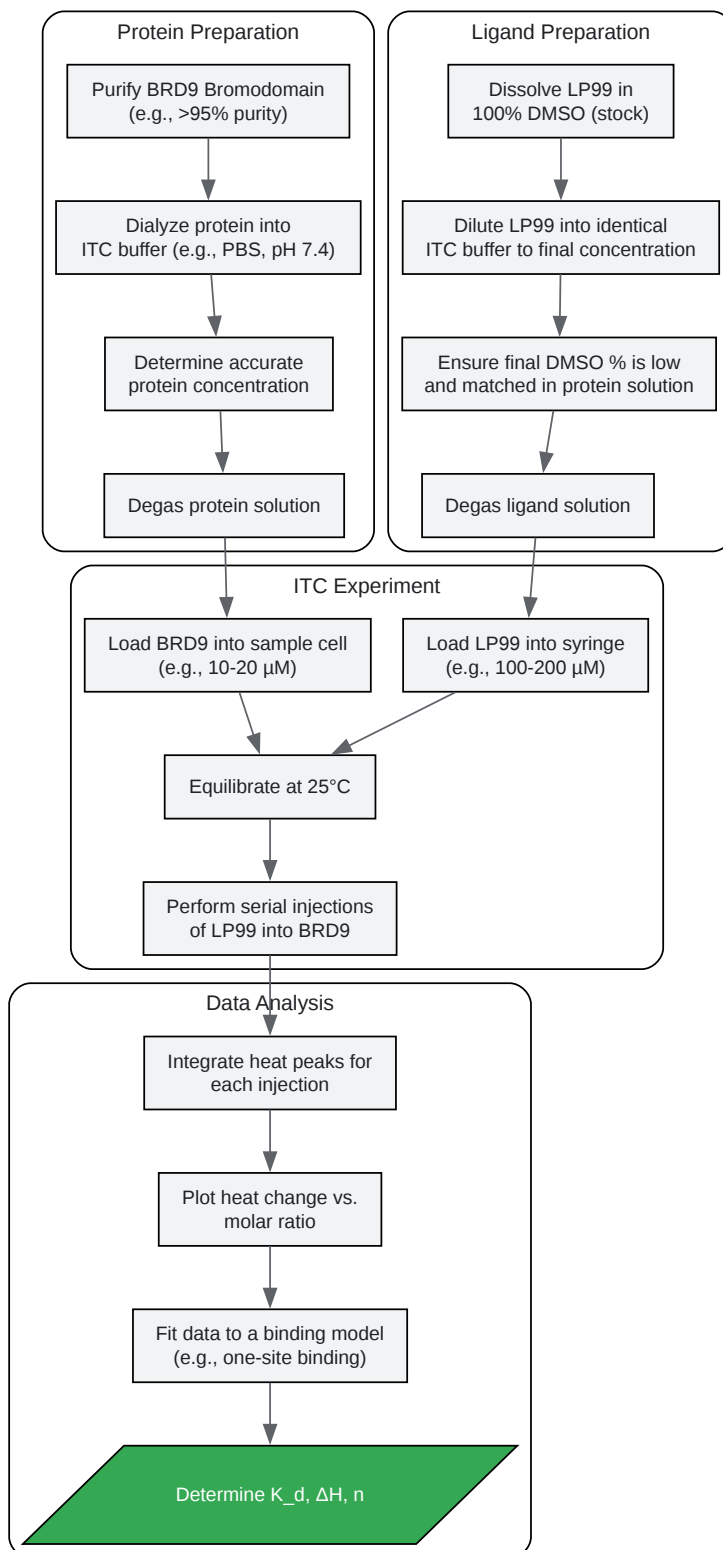 Protein Preparation
Purify BRD9 Bromodomain
(e.g., >95% purity)
Dialyze protein into
ITC buffer (e.g., PBS, pH 7.4)
Determine accurate
protein concentration
Degas protein solution
Ligand Preparation
Dissolve LP99 in
100% DMSO (stock)
Dilute LP99 into identical
ITC buffer to final concentration
Ensure final DMSO % is low
and matched in protein solution
Degas ligand solution
ITC Experiment
Load BRD9 into sample cell
(e.g., 10-20 µM)
Load LP99 into syringe
(e.g., 100-200 µM)
Equilibrate at 25°C
Perform serial injections
of LP99 into BRD9
Data Analysis
Integrate heat peaks for
each injection
Plot heat change vs.
molar ratio
Fit data to a binding model
(e.g., one-site binding)
Determine K_d, ΔH, n